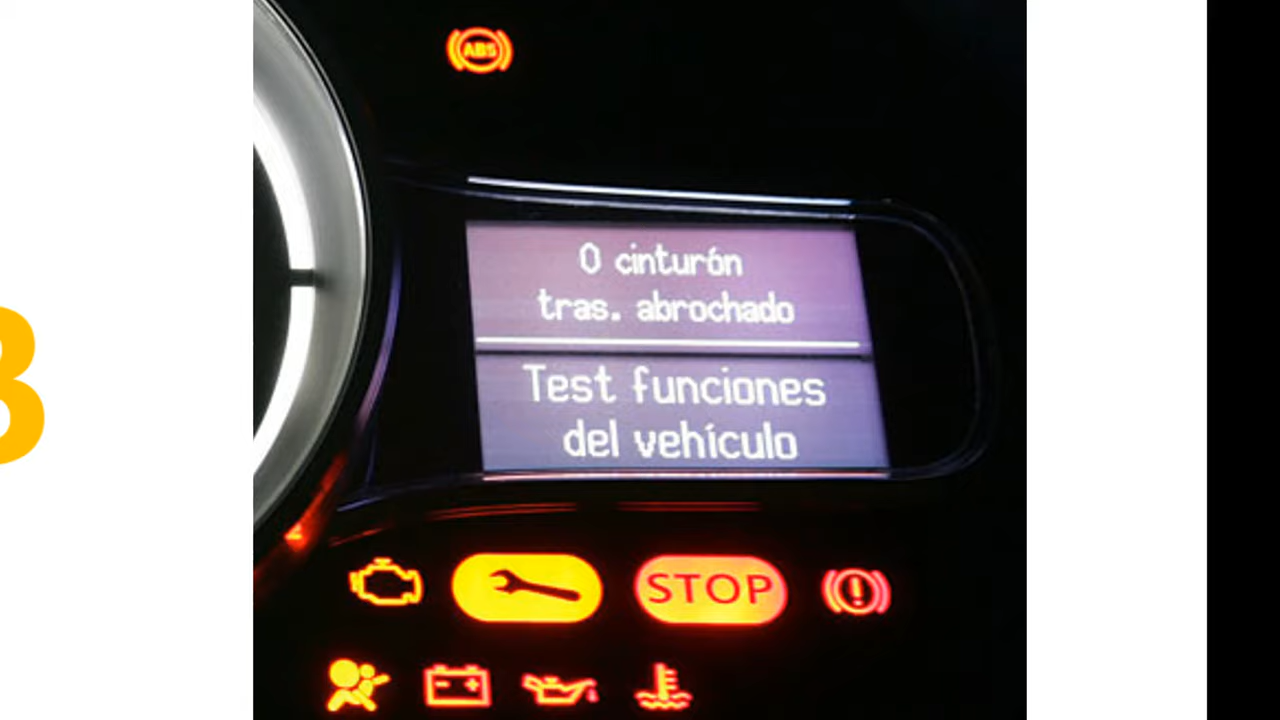 ABS
0 cinturón
tras. abrochado
Test funciones
del vehículo
STOP